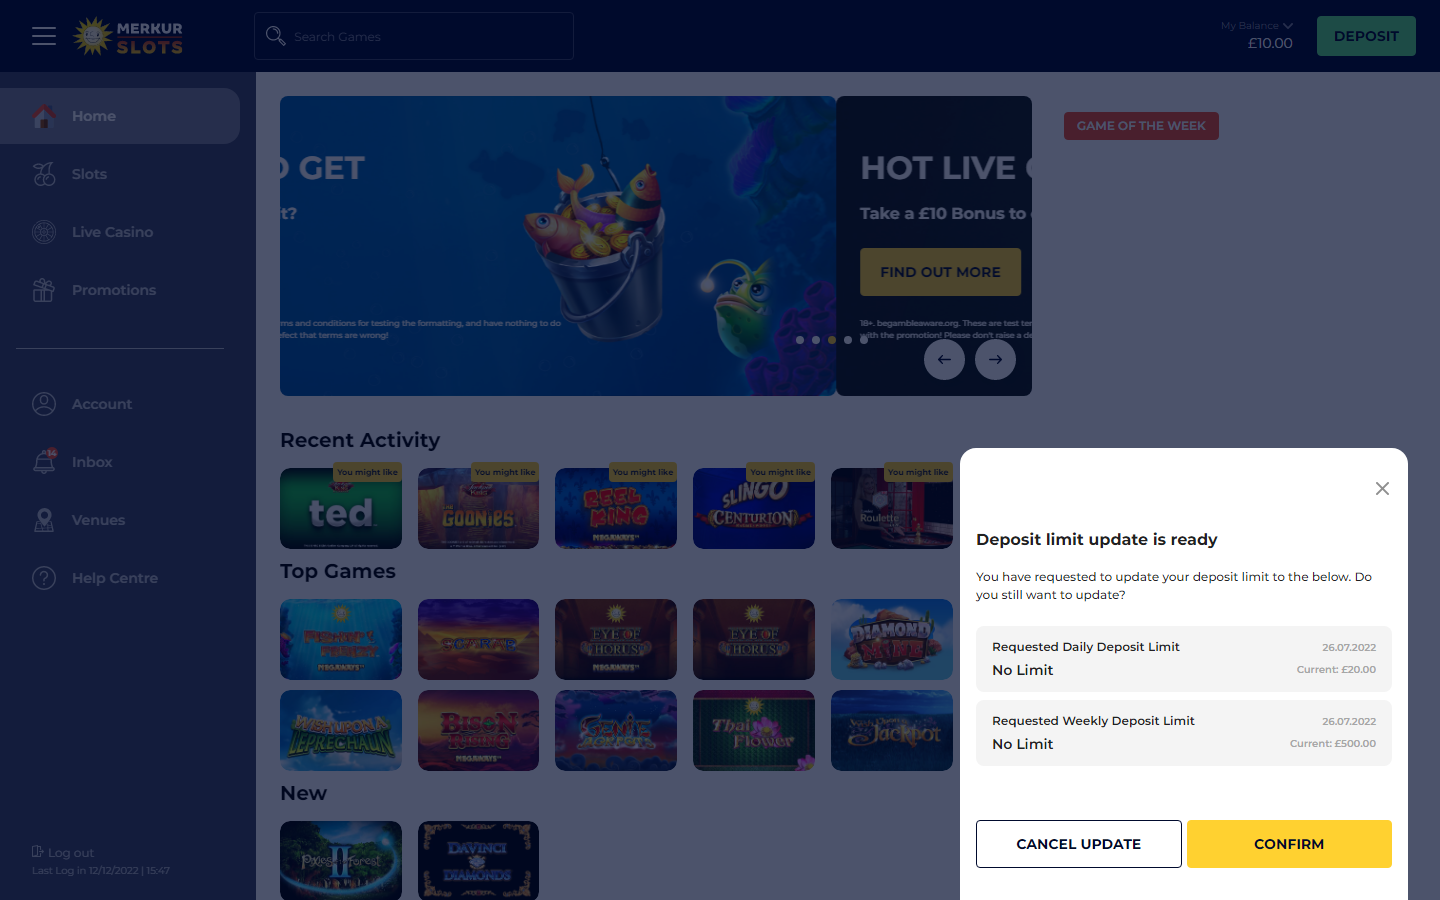 MERKUR
SLOTS
Search Games
My Balance
£10.00
DEPOSIT
Home
Slots
Live Casino
Promotions
Account
14
Inbox
Venues
Help Centre
Log out
Last Log in 12/12/2022 | 15:47
O GET
t?
rms and conditions for testing the formatting, and have nothing to do
efect that terms are wrong!
HOT LIVE
Take a £10 Bonus to
FIND OUT MORE
18+. begambleaware.org. These are test ter
with the promotion! Please don't raise a de
GAME OF THE WEEK
Recent Activity
You might like
ted
You might like
THE
GOONIES
You might like
REEL
KING
MEGAWAYS
You might like
SLINGO
CENTURION
You might like
Roulette
Top Games
MEGAWAYS
EYE OF
HORUS
MEGAWAYS
EYE OF
HORUS
DIAMOND
MINE
WISH UPON A
LEPRECHAUN
BISON
RISING
MEGAWAYS
Genie
Jackpots
Thai
Flower
Jackpot
New
Pixies of the Forest
II
DAVINCI
DIAMONDS
Deposit limit update is ready
You have requested to update your deposit limit to the below. Do
you still want to update?
Requested Daily Deposit Limit
26.07.2022
No Limit
Current: £20.00
Requested Weekly Deposit Limit
26.07.2022
No Limit
Current: £500.00
CANCEL UPDATE
CONFIRM